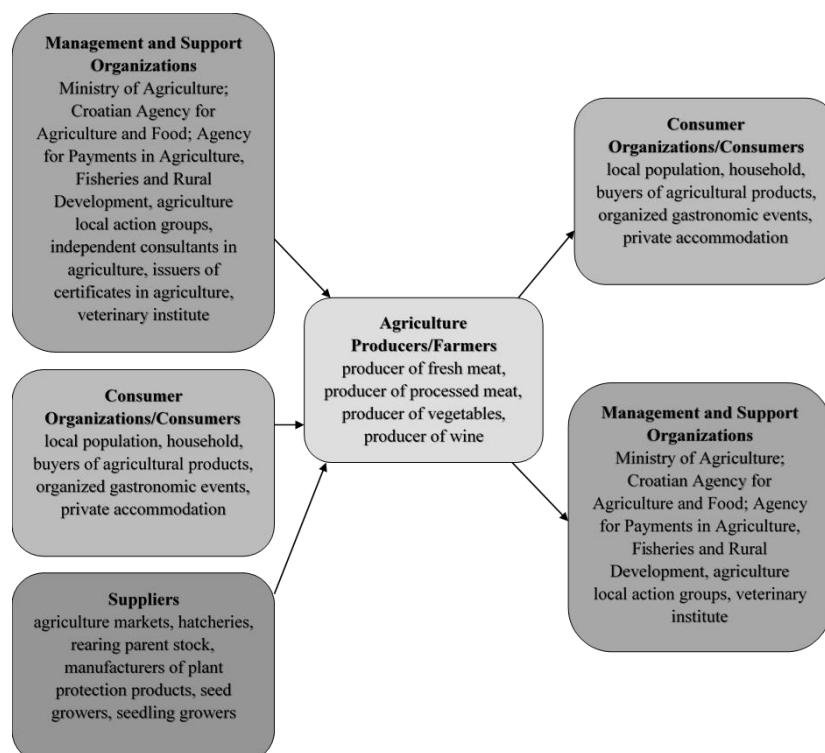 Management and Support
Organizations
Ministry of Agriculture;
Croatian Agency for
Agriculture and Food; Agency
for Payments in Agriculture,
Fisheries and Rural
Development, agriculture
local action groups,
independent consultants in
agriculture, issuers of
certificates in agriculture,
veterinary institute
Consumer
Organizations/Consumers
local population, household,
buyers of agricultural products,
organized gastronomic events,
private accommodation
Suppliers
agriculture markets, hatcheries,
rearing parent stock,
manufacturers of plant
protection products, seed
growers, seedling growers
Agriculture
Producers/Farmers
producer of fresh meat,
producer of processed meat,
producer of vegetables,
producer of wine
Consumer
Organizations/Consumers
local population, household,
buyers of agricultural products,
organized gastronomic events,
private accommodation
Management and Support
Organizations
Ministry of Agriculture;
Croatian Agency for
Agriculture and Food; Agency
for Payments in Agriculture,
Fisheries and Rural
Development, agriculture
local action groups, veterinary
institute